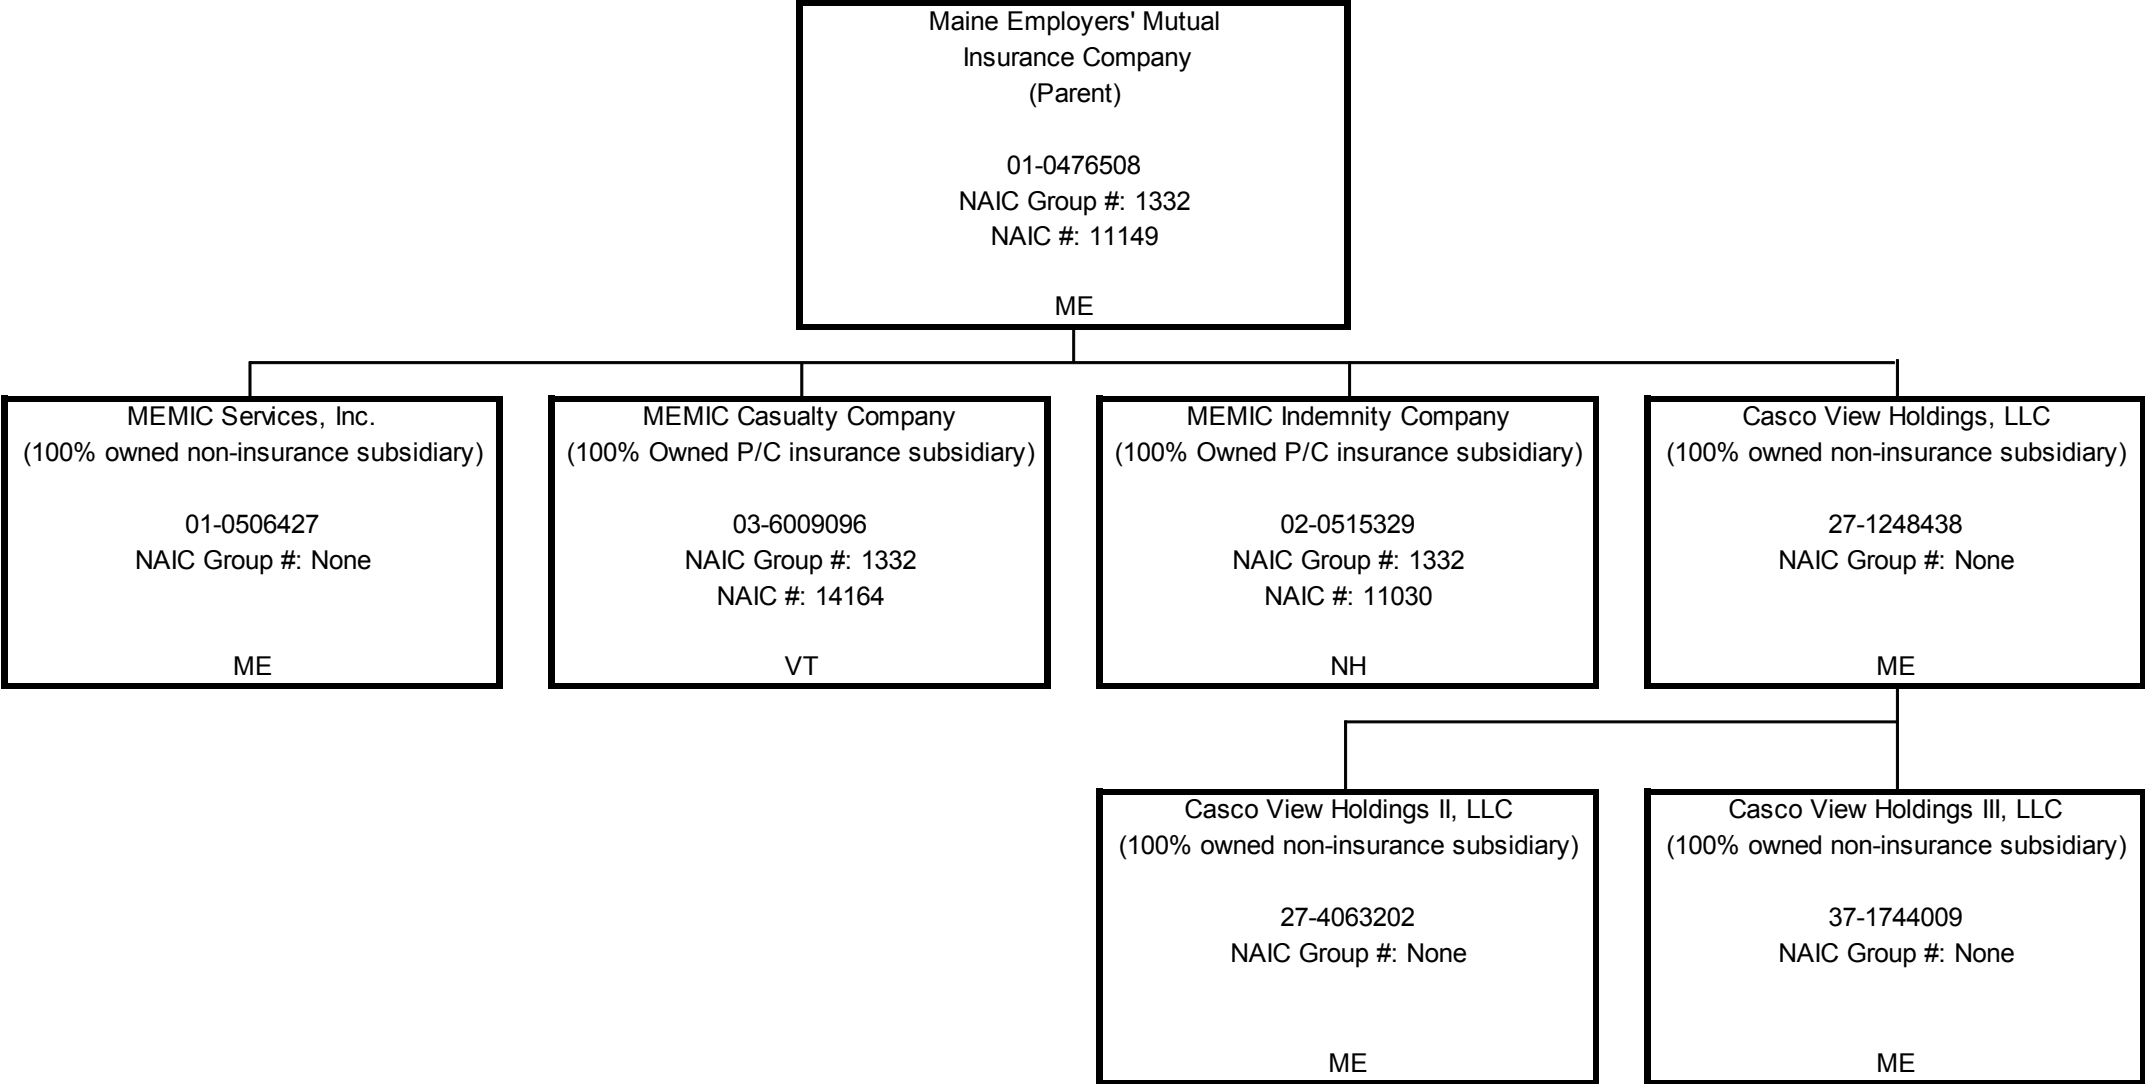 Maine Employers' Mutual
Insurance Company
(Parent)
01-0476508
NAIC Group #: 1332
NAIC #: 11149
ME
MEMIC Services, Inc.
(100% owned non-insurance subsidiary)
01-0506427
NAIC Group #: None
ME
MEMIC Casualty Company
(100% Owned P/C insurance subsidiary)
03-6009096
NAIC Group #: 1332
NAIC #: 14164
VT
MEMIC Indemnity Company
(100% Owned P/C insurance subsidiary)
02-0515329
NAIC Group #: 1332
NAIC #: 11030
NH
Casco View Holdings, LLC
(100% owned non-insurance subsidiary)
27-1248438
NAIC Group #: None
ME
Casco View Holdings II, LLC
(100% owned non-insurance subsidiary)
27-4063202
NAIC Group #: None
ME
Casco View Holdings III, LLC
(100% owned non-insurance subsidiary)
37-1744009
NAIC Group #: None
ME